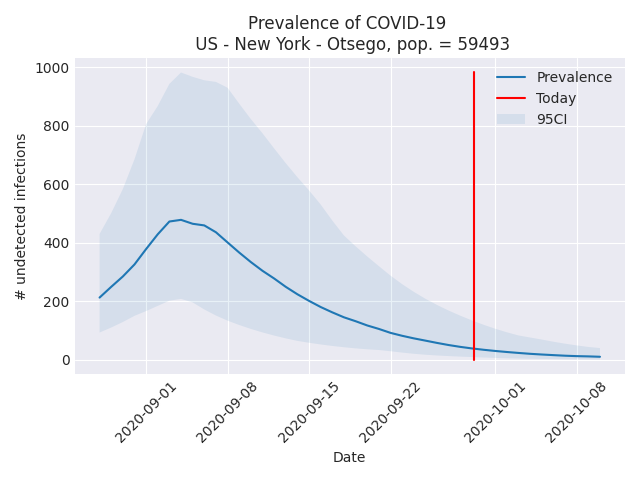 Prevalence of COVID-19
US - New York - Otsego, pop. = 59493
# undetected infections
1000
800
600
400
200
0
Prevalence
Today
95CI
2020-09-01
2020-09-08
2020-09-15
2020-09-22
2020-10-01
2020-10-08
Date